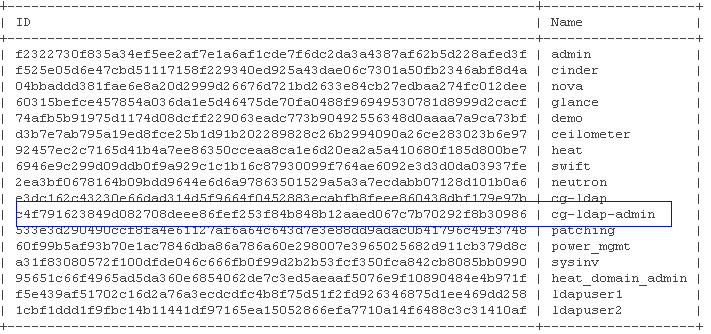 ID | Name
f2322730f835a34ef5ee2af7e1a6af1cde7f6dc2da3a4387af62b5d228afed3f | admin
f525e05d6e47cbd51117158f229340ed925a43dae06c7301a50fb2346abf8d4a | cinder
04bbaddd381fae6e8a20d2999d26676d721bd2633e84cb27edbaa274fc012dee | nova
60315befce457854a036da1e5d46475de70fa0488f96949530781d8999d2cacf | glance
74afb5b91975d1174d08dcff229063eadc773b90492556348d0aaaa7a9ca73bf | demo
d3b7e7ab795a19ed8fce25b1d91b202289828c26b2994090a26ce283023b6e97 | ceilometer
92457ec2c7165d41b4a7ee86350cceaa8ca1e6d20ea2a5a410680f185d800be7 | heat
6946e9c299d09ddb0f9a929c1c1b16c87930099f764ae6092e3d3d0da03937fe | swift
2ea3bf0678164b09bdd9644e6d6a97863501529a5a3a7ecdabb07128d101b0a6 | neutron
e3dc162c43230e66dad314d5f9664f0452883ecabfb8feee860438dbf179e97b | cg-ldap
c4f791623849d082708deee86fef253f84b848b12aaed067c7b70292f8b30986 | cg-ldap-admin
533e3d290490ccf8fa4e61127af6a64c643d7e3e88dd9adac0b41796c49f3748 | patching
60f99b5af93b70e1ac7846dba86a786a60e298007e3965025682d911cb379d8c | power_mgmt
a31f83080572f100dfde046c666fb0f99d2b2b53fcf350fca842cb8085bb0990 | sysinv
95651c66f4965ad5da360e6854062de7c3ed5aeaaf5076e9f10890484e4b971f | heat_domain_admin
f5e439af51702c16d2a76a3ecdcdfc4b8f75d51f2fd926346875d1ee469dd258 | ldapuser1
1cbf1ddd1f9fbc14b11441df97165ea15052866efa7710a14f6488c3c31410af | ldapuser2